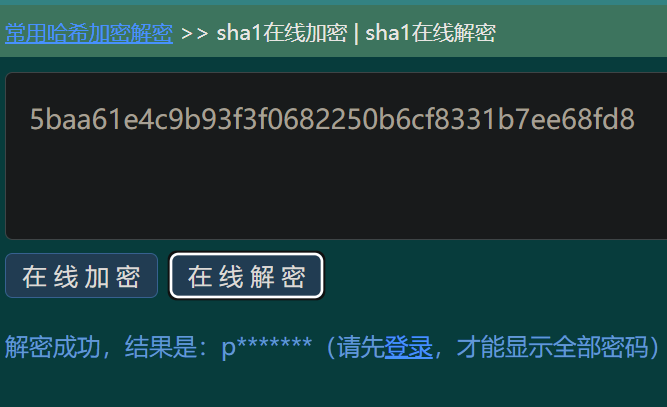 常用哈希加密解密 >> sha1在线加密 | sha1在线解密
5baa61e4c9b93f3f0682250b6cf8331b7ee68fd8
在线加密 在线解密
解密成功，结果是：p*******（请先登录，才能显示全部密码）